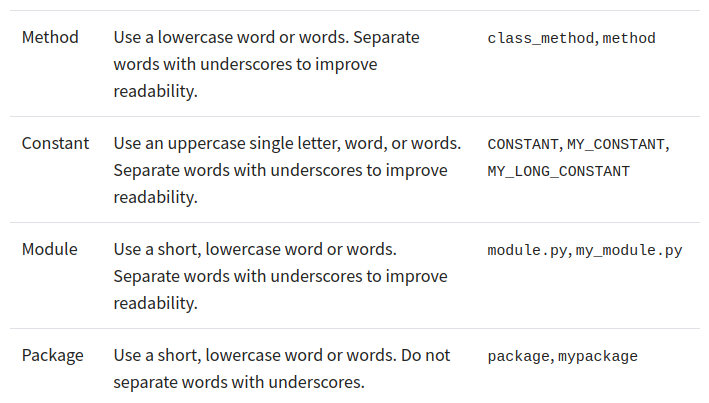 Method Use a lowercase word or words. Separate class_method, method
words with underscores to improve
readability.
Constant Use an uppercase single letter, word, or words. CONSTANT, MY_CONSTANT,
Separate words with underscores to improve MY_LONG_CONSTANT
readability.
Module Use a short, lowercase word or words. module.py, my_module.py
Separate words with underscores to improve
readability.
Package Use a short, lowercase word or words. Do not package, mypackage
separate words with underscores.